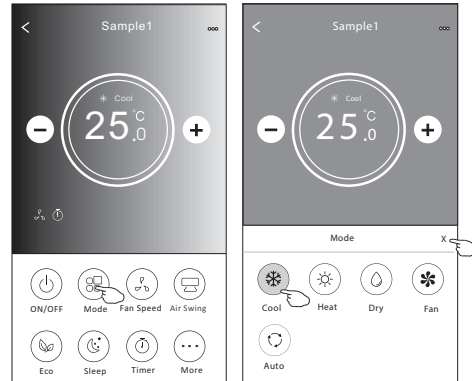 Sample1
Cool
25.0°C
ON/OFF Mode Fan Speed Air Swing
Eco Sleep Timer More
Sample1
Cool
25.0°C
Mode X
Cool Heat Dry Fan
Auto